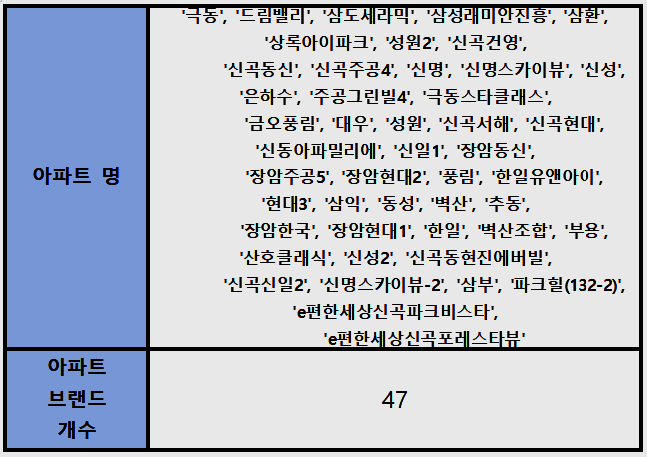 아파트 명
'극동', '드림밸리', '삼도세라믹', '삼성래미안진흥', '삼환',
'상록아이파크', '성원2', '신곡건영',
'신곡동신', '신곡주공4', '신명', '신명스카이뷰', '신성',
'은하수', '주공그린빌4', '극동스타클래스',
'금오풍림', '대우', '성원', '신곡서해', '신곡현대',
'신동아파밀리에', '신일1', '장암동신',
'장암주공5', '장암현대2', '풍림', '한일유앤아이',
'현대3', '삼익', '동성', '벽산', '추동',
'장암한국', '장암현대1', '한일', '벽산조합', '부용',
'산호클래식', '신성2', '신곡동현진에버빌',
'신곡신일2', '신명스카이뷰-2', '삼부', '파크힐(132-2)',
'e편한세상신곡파크비스타',
'e편한세상신곡포레스타뷰'
아파트
브랜드
개수
47